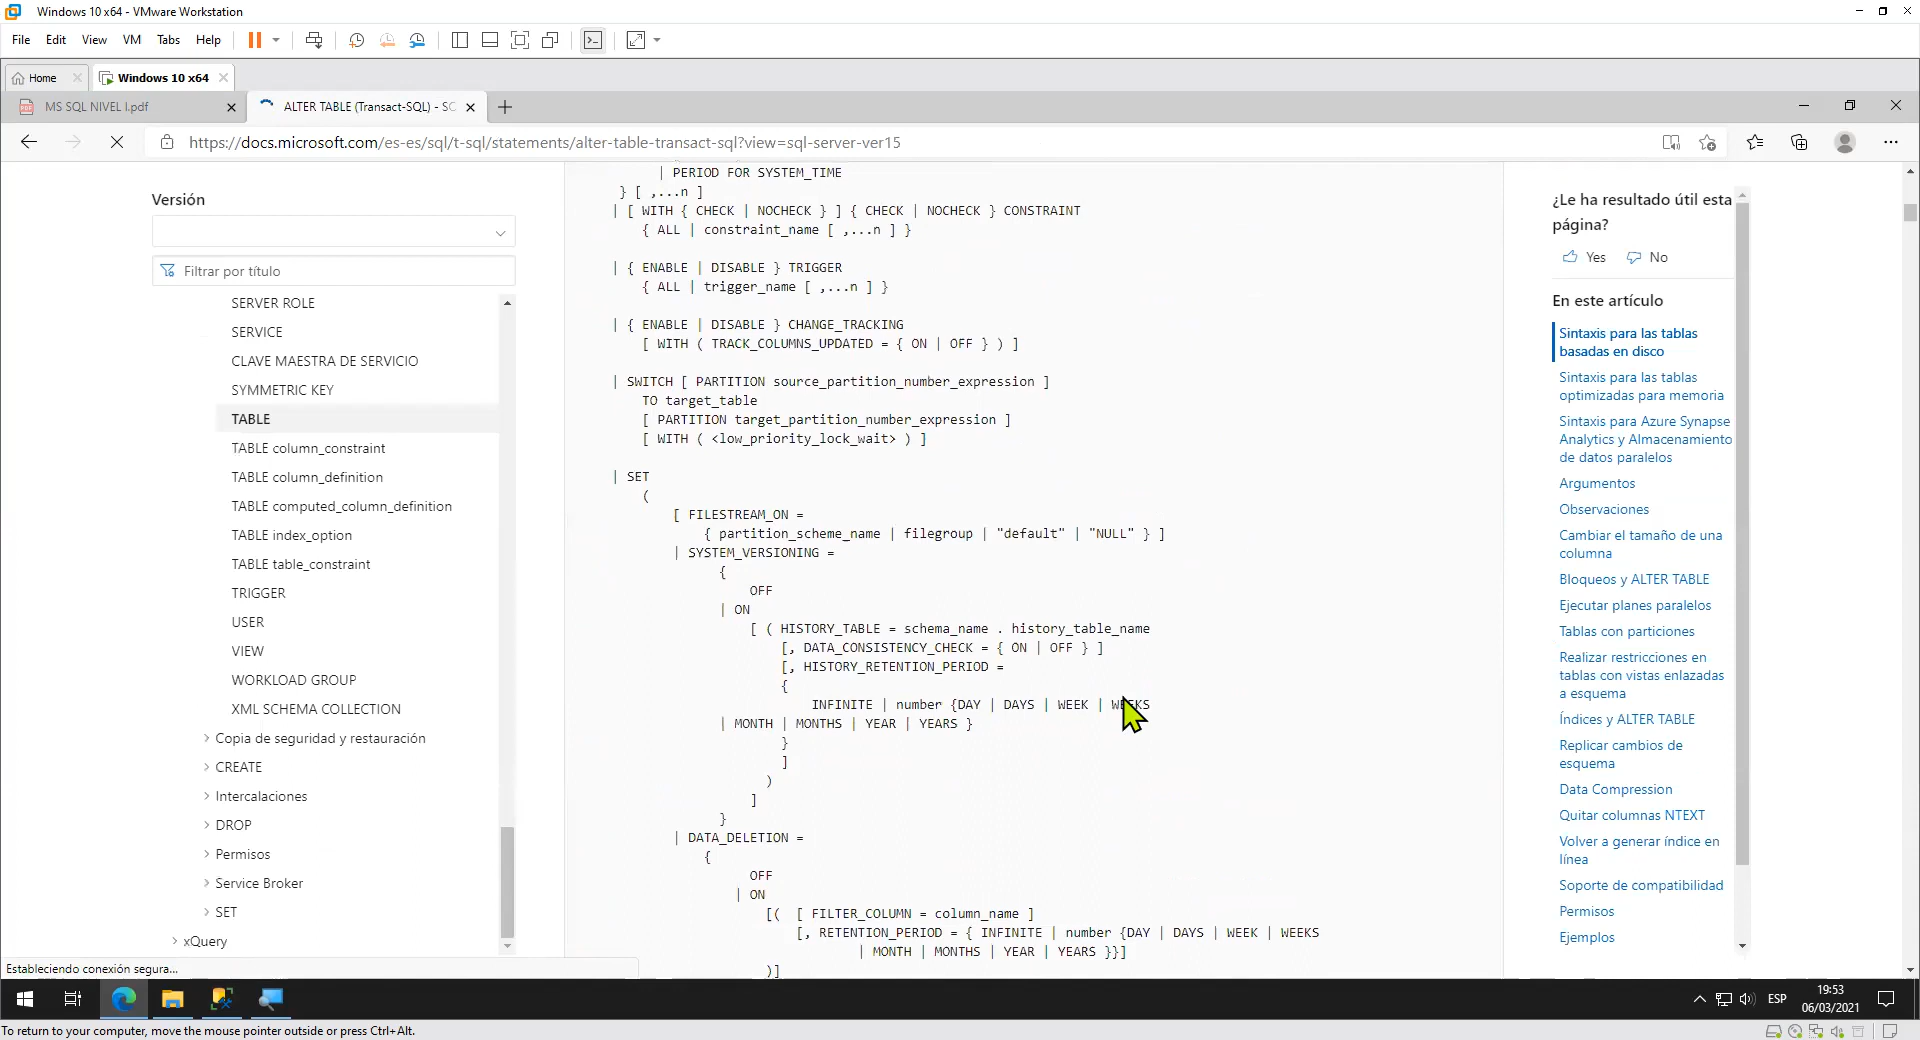 Windows 10 x64 - VMware Workstation
File Edit View VM Tabs Help
Home
Windows 10 x64
MS SQL NIVEL I.pdf
ALTER TABLE (Transact-SQL) - SC
https://docs.microsoft.com/es-es/sql/t-sql/statements/alter-table-transact-sql?view=sql-server-ver15
Versión
Filtrar por título
SERVER ROLE
SERVICE
CLAVE MAESTRA DE SERVICIO
SYMMETRIC KEY
TABLE
TABLE column_constraint
TABLE column_definition
TABLE computed_column_definition
TABLE index_option
TABLE table_constraint
TRIGGER
USER
VIEW
WORKLOAD GROUP
XML SCHEMA COLLECTION
Copia de seguridad y restauración
CREATE
Intercalaciones
DROP
Permisos
Service Broker
SET
xQuery
Estableciendo conexión segura...
| PERIOD FOR SYSTEM_TIME
} [ ,...n ]
| [ WITH { CHECK | NOCHECK } ] { CHECK | NOCHECK } CONSTRAINT
{ ALL | constraint_name [ ,...n ] }
| { ENABLE | DISABLE } TRIGGER
{ ALL | trigger_name [ ,...n ] }
| { ENABLE | DISABLE } CHANGE_TRACKING
[ WITH ( TRACK_COLUMNS_UPDATED = { ON | OFF } ) ]
| SWITCH [ PARTITION source_partition_number_expression ]
TO target_table
[ PARTITION target_partition_number_expression ]
[ WITH ( <low_priority_lock_wait> ) ]
| SET
(
[ FILESTREAM_ON =
{ partition_scheme_name | filegroup | "default" | "NULL" } ]
| SYSTEM_VERSIONING =
{
OFF
| ON
[ ( HISTORY_TABLE = schema_name . history_table_name
[, DATA_CONSISTENCY_CHECK = { ON | OFF } ]
[, HISTORY_RETENTION_PERIOD =
{
INFINITE | number {DAY | DAYS | WEEK | WEEKS
| MONTH | MONTHS | YEAR | YEARS }
}
]
)
]
}
| DATA_DELETION =
{
OFF
| ON
[( [ FILTER_COLUMN = column_name ]
[, RETENTION_PERIOD = { INFINITE | number {DAY | DAYS | WEEK | WEEKS
| MONTH | MONTHS | YEAR | YEARS }}]
)]
¿Le ha resultado útil esta
página?
Yes No
En este artículo
Sintaxis para las tablas
basadas en disco
Sintaxis para las tablas
optimizadas para memoria
Sintaxis para Azure Synapse
Analytics y Almacenamiento
de datos paralelos
Argumentos
Observaciones
Cambiar el tamaño de una
columna
Bloqueos y ALTER TABLE
Ejecutar planes paralelos
Tablas con particiones
Realizar restricciones en
tablas con vistas enlazadas
a esquema
Índices y ALTER TABLE
Replicar cambios de
esquema
Data Compression
Quitar columnas NTEXT
Volver a generar índice en
línea
Soporte de compatibilidad
Permisos
Ejemplos
ESP
19:53
06/03/2021
To return to your computer, move the mouse pointer outside or press Ctrl+Alt.